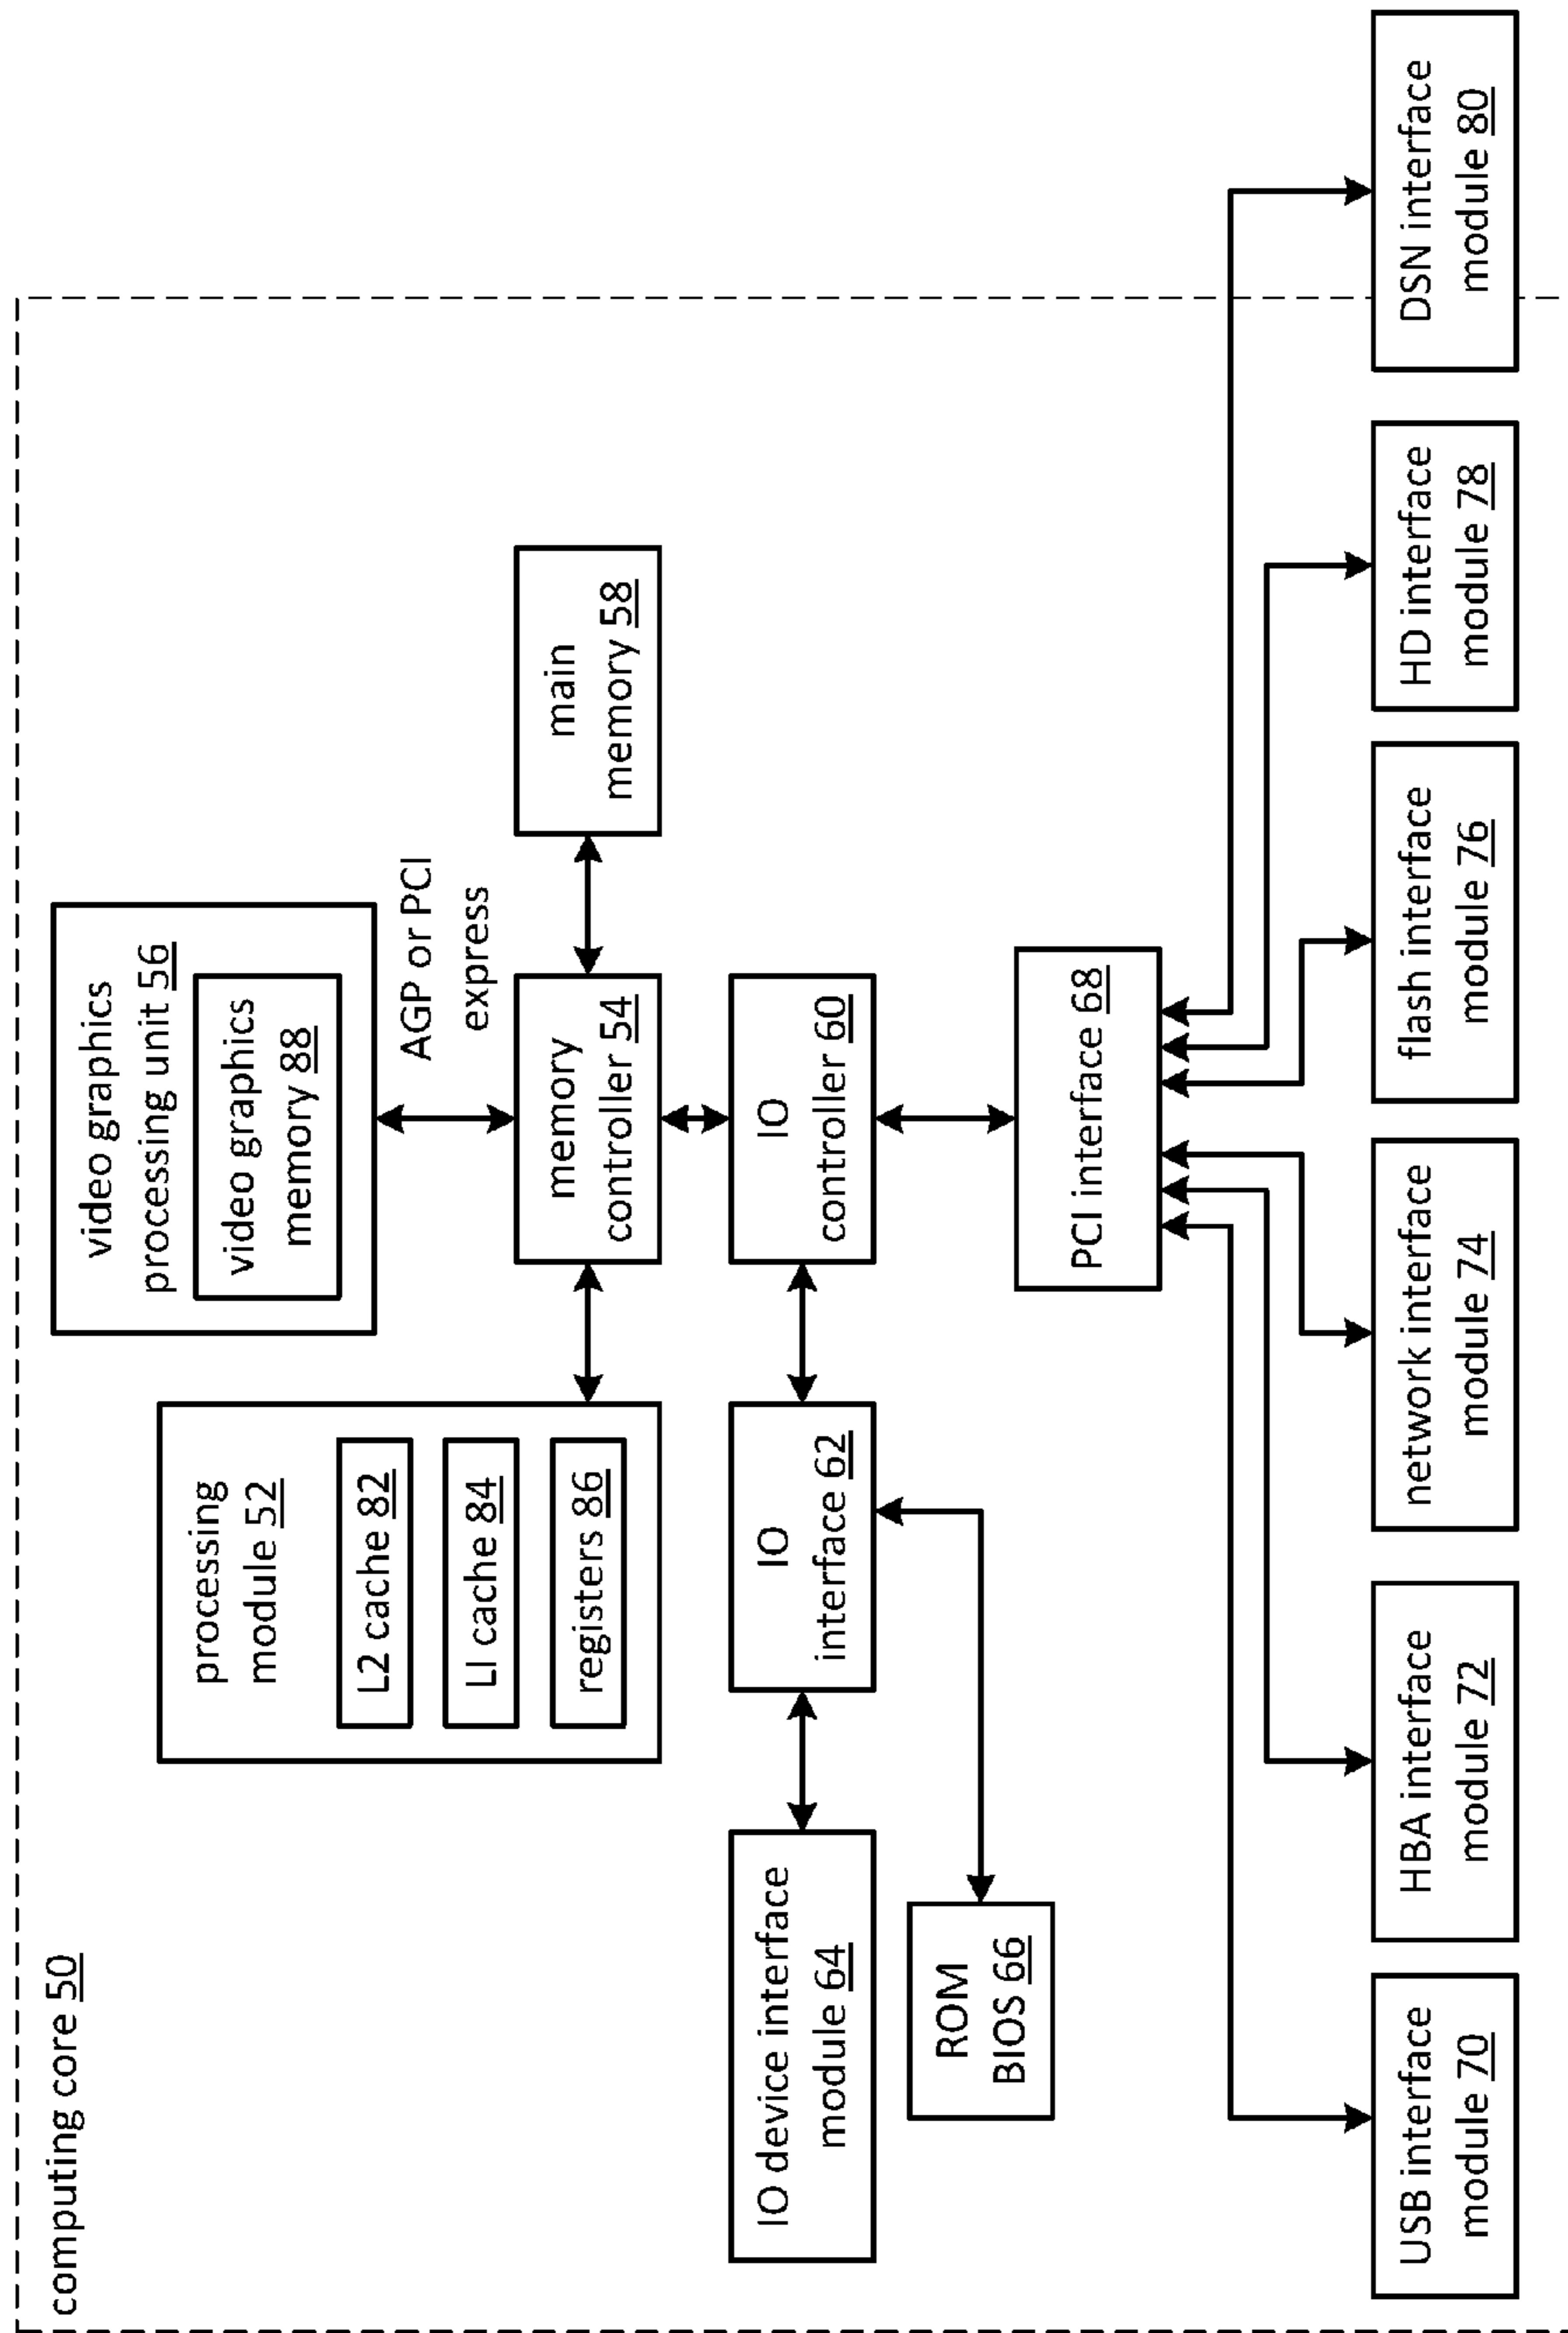 computing core 50
video graphics
processing unit 56
video graphics
memory 88
processing
module 52
L2 cache 82
LI cache 84
registers 86
AGP or PCI
express
memory
controller 54
main
memory 58
IO device interface
module 64
IO
interface 62
IO
controller 60
ROM
BIOS 66
PCI interface 68
USB interface
module 70
HBA interface
module 72
network interface
module 74
flash interface
module 76
HD interface
module 78
DSN interface
module 80